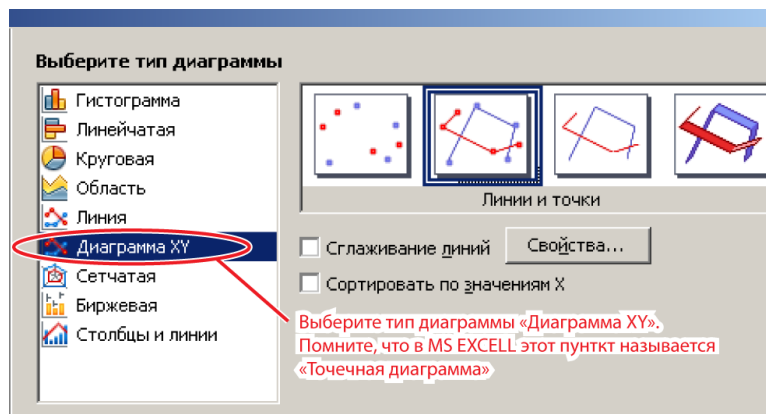 Выберите тип диаграммы
Гистограмма
Линейчатая
Круговая
Область
Линия
Диаграмма XY
Сетчатая
Биржевая
Столбцы и линии
Линии и точки
Сглаживание линий
Свойства...
Сортировать по значениям X
Выберите тип диаграммы «Диаграмма XY».
Помните, что в MS EXCELL этот пунткт называется
«Точечная диаграмма»